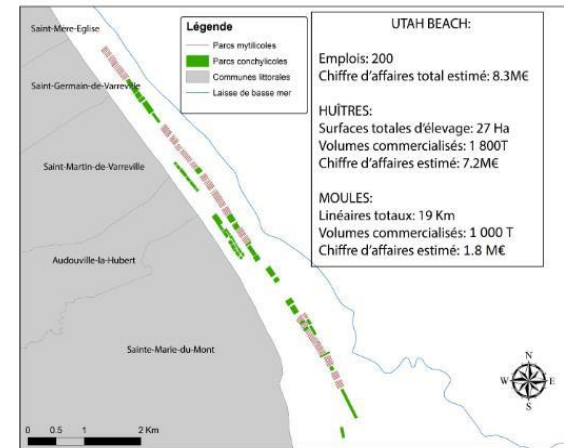 Saint-Mère-Eglise
Saint-Germain-de-Varreville
Saint-Martin-de-Varreville
Audouville-la-Hubert
Sainte-Marie-du-Mont
Légende
Parcs mytilicoles
Parcs conchylicoles
Communes littorales
Laisse de basse mer
UTAH BEACH:
Emplois: 200
Chiffre d'affaires total estimé: 8.3M€
HUÎTRES:
Surfaces totales d'élevage: 27 Ha
Volumes commercialisés: 1 800T
Chiffre d'affaires estimé: 7.2M€
MOULES:
Linéaires totaux: 19 Km
Volumes commercialisés: 1 000 T
Chiffre d'affaires estimé: 1.8 M€
N
W E
S
0 0.5 1 2 Km